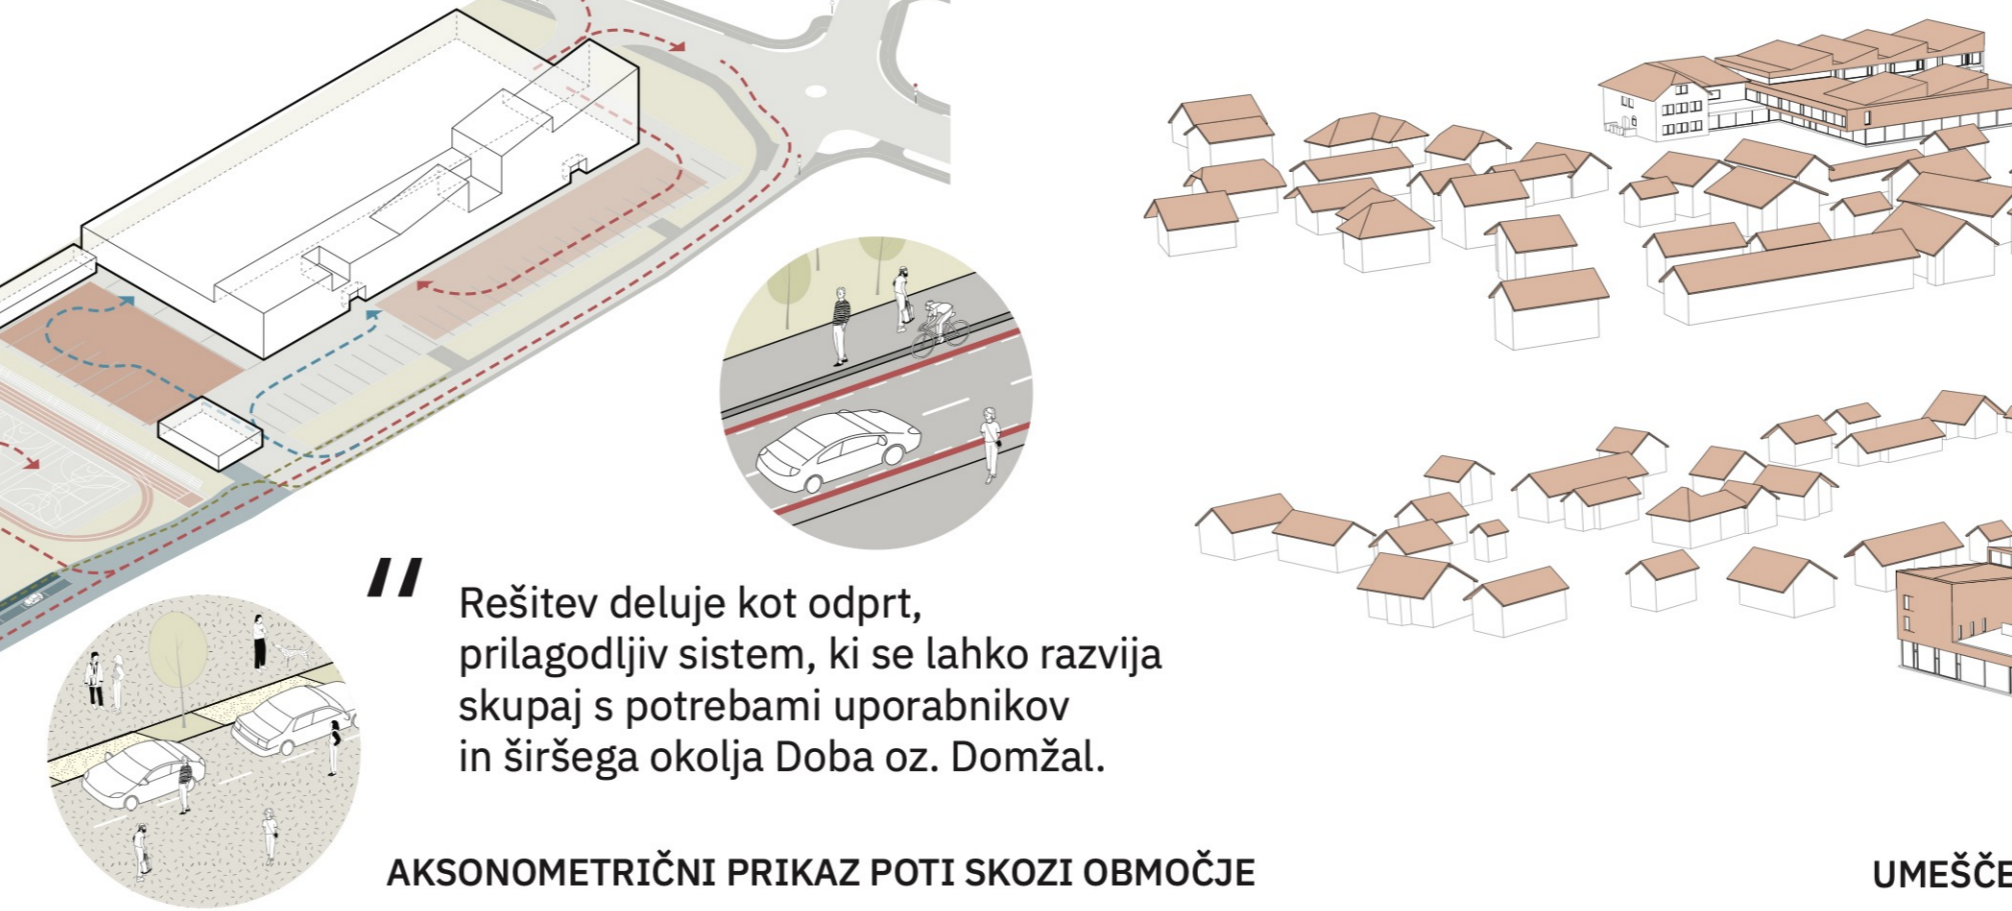 "
Rešitev deluje kot odprt,
prilagodljiv sistem, ki se lahko razvija
skupaj s potrebami uporabnikov
in širšega okolja Doba oz. Domžal.
AKSONOMETRIČNI PRIKAZ POTI SKOZI OBMOČJE
UMEŠČE